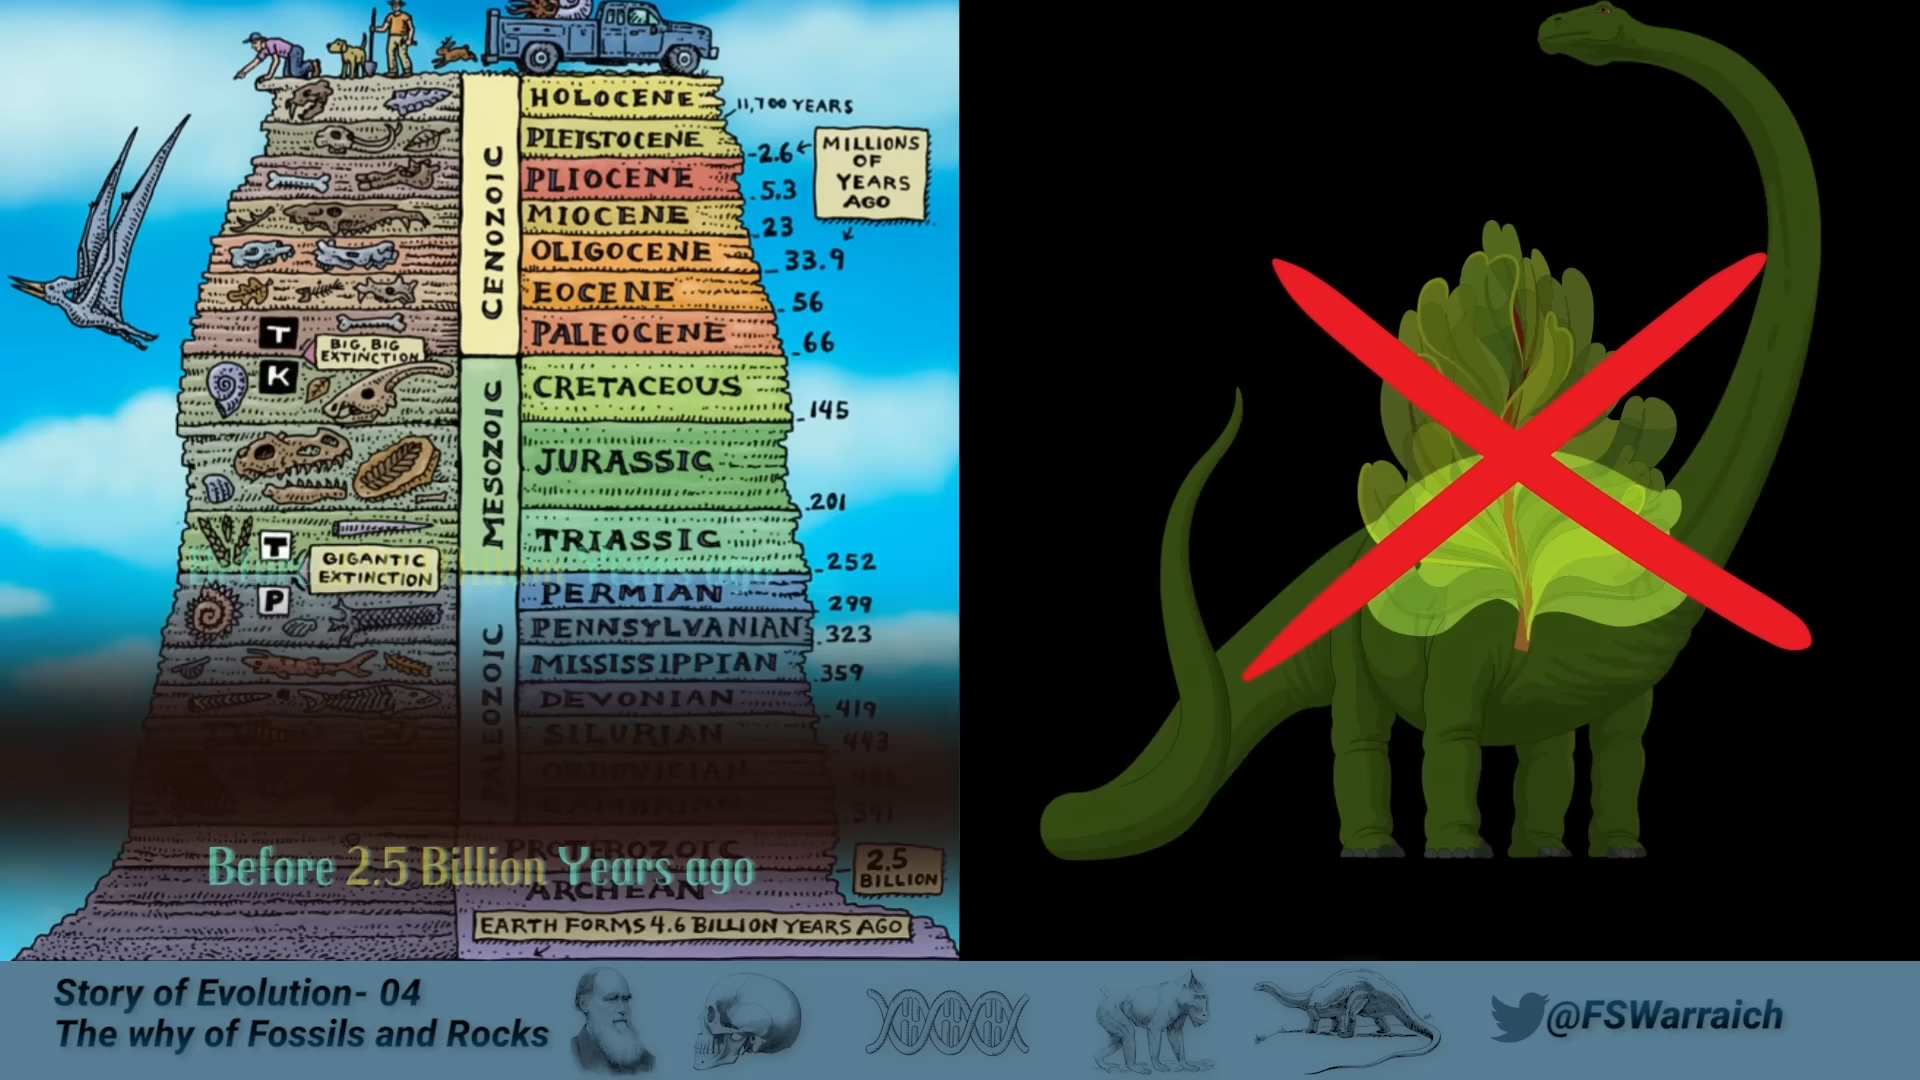 HOLOCENE
11,700 YEARS
PLEISTOCENE
2.6
MILLIONS
OF
YEARS
AGO
PLIOCENE
5.3
MIOCENE
23
OLIGOCENE
33.9
EOCENE
56
PALEOCENE
66
CENOZOIC
T
BIG, BIG
EXTINCTION
K
CRETACEOUS
145
JURASSIC
201
MESOZOIC
TRIASSIC
252
T
GIGANTIC
EXTINCTION
P
PERMIAN
299
PENNSYLVANIAN
323
MISSISSIPPIAN
359
DEVONIAN
419
SILURIAN
443
ORDOVICIAN
CAMBRIAN
541
PALEOZOIC
PROTEROZOIC
2.5
BILLION
Before 2.5 Billion Years ago
ARCHEAN
EARTH FORMS 4.6 BILLION YEARS AGO
Story of Evolution- 04
The why of Fossils and Rocks
@FSWarraich